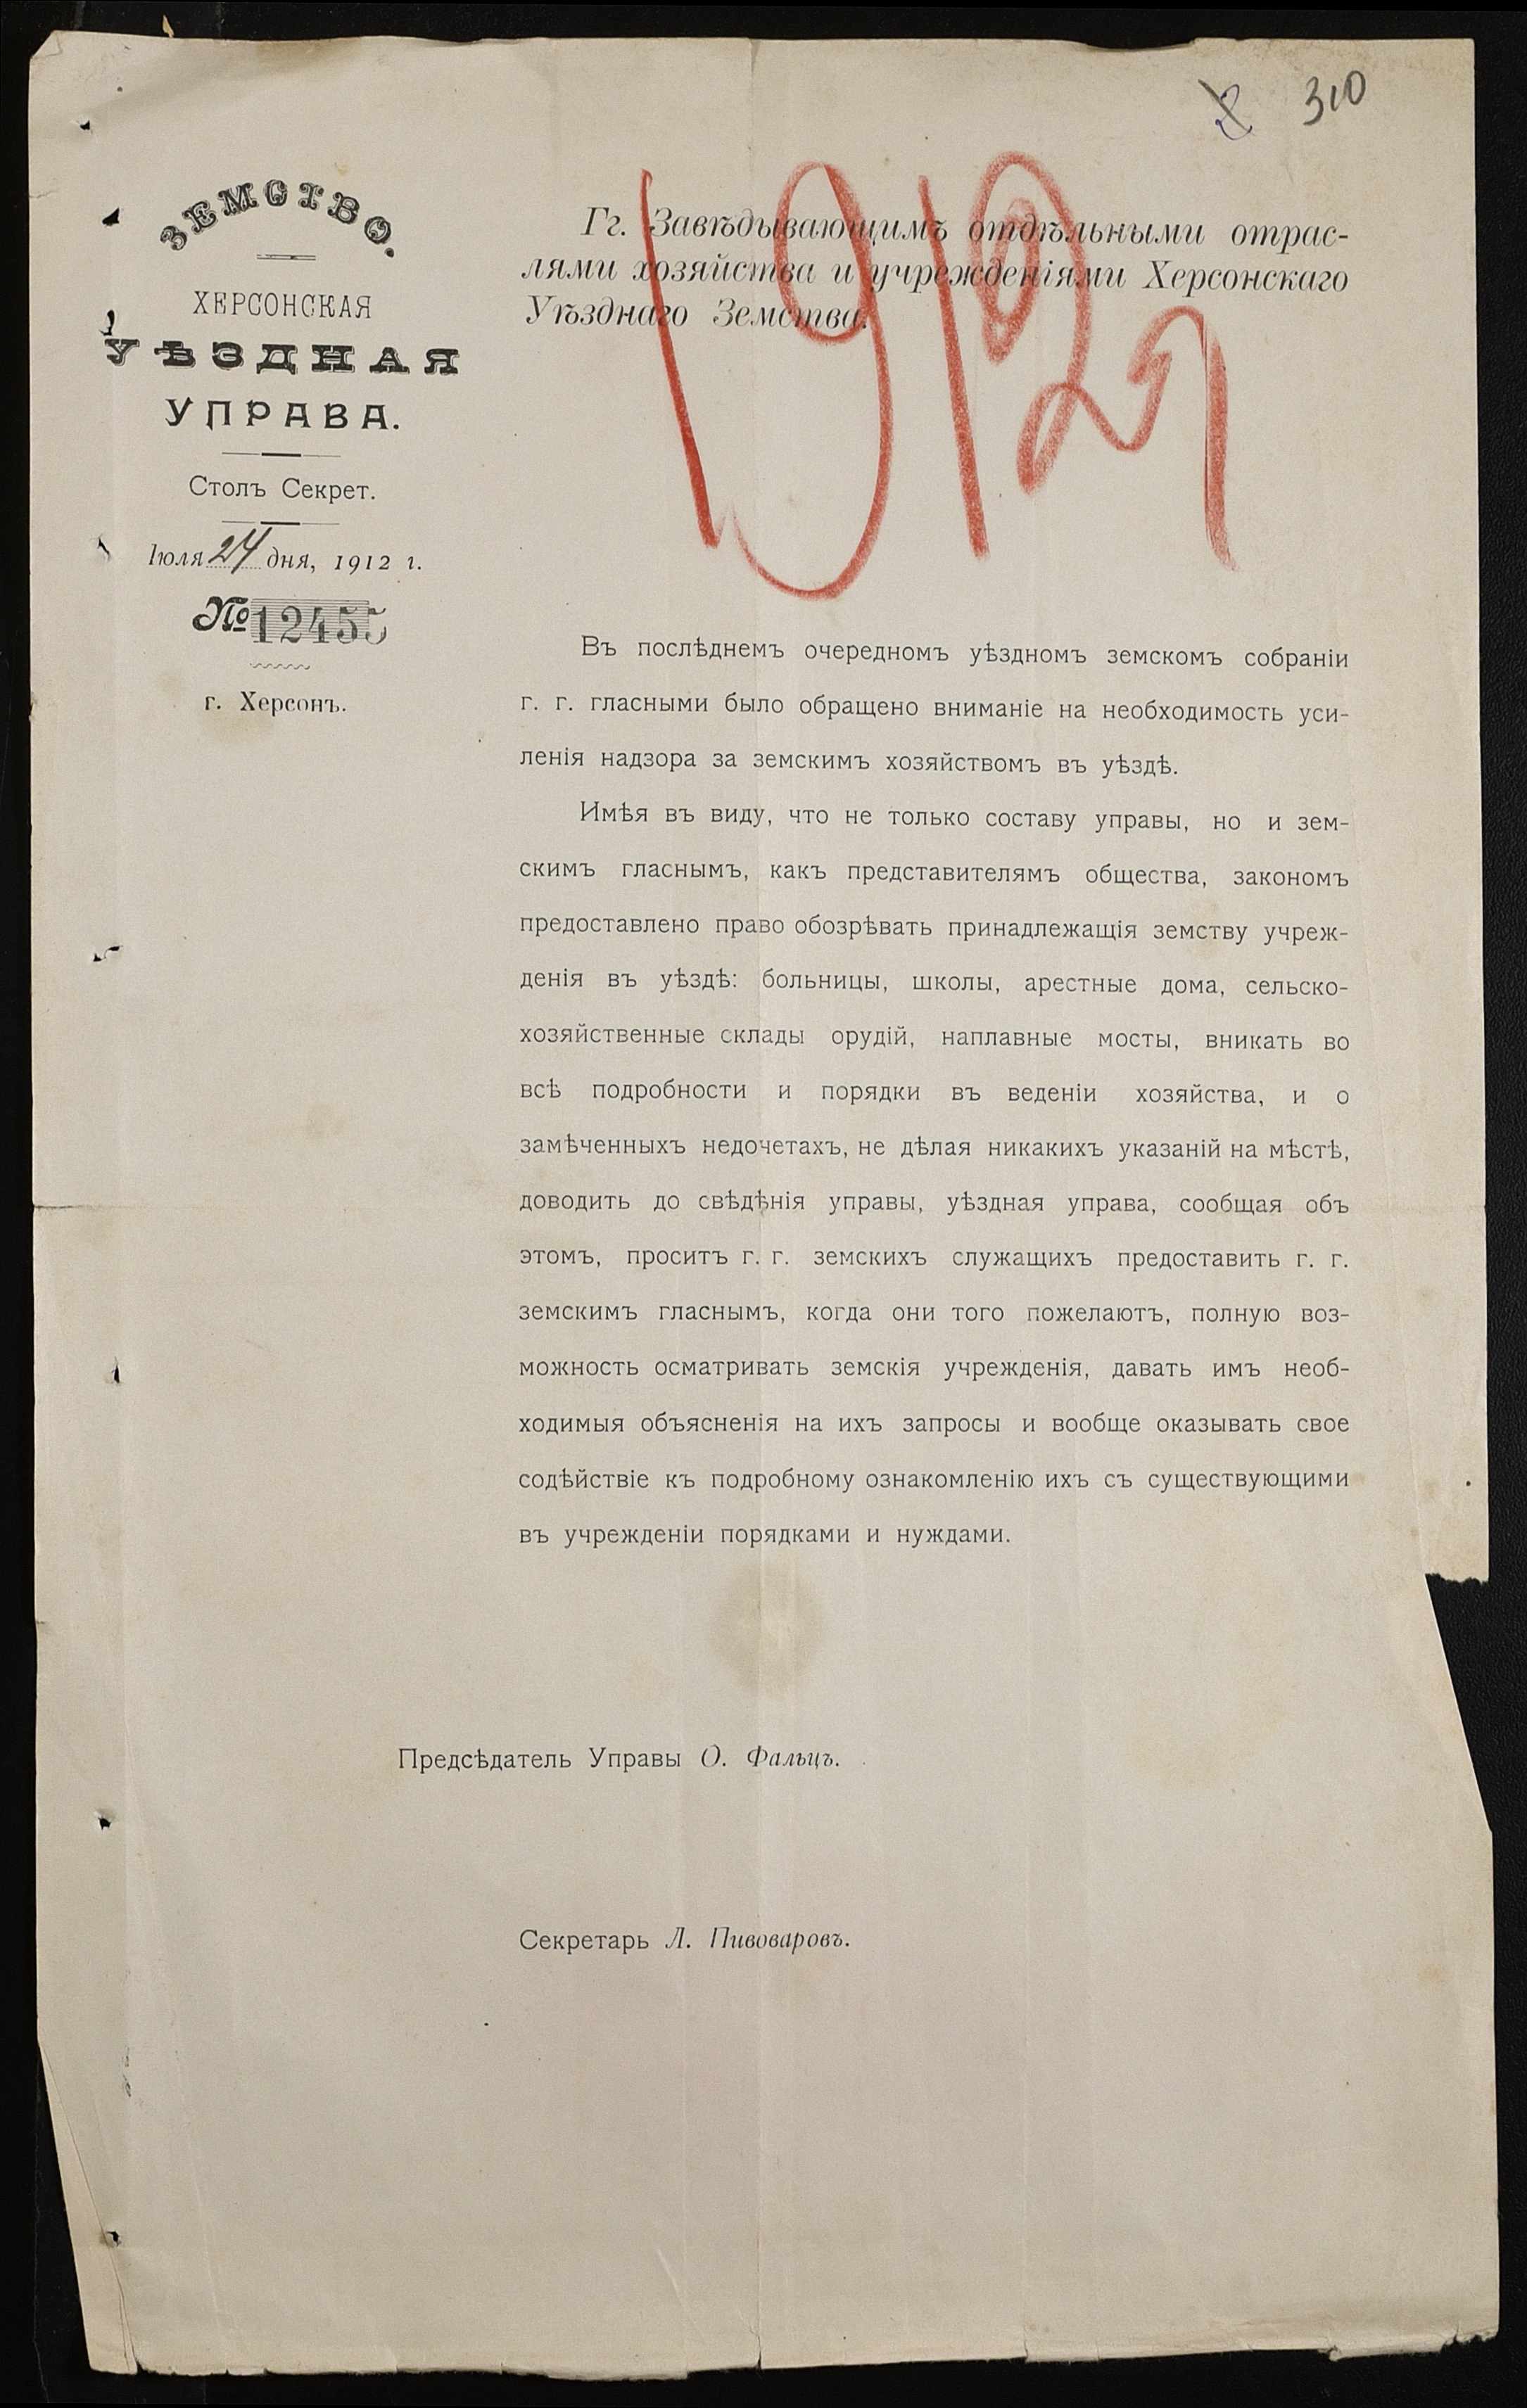 310
ЗЕМСТВО.
ХЕРСОНСКАЯ
УѢЗДНАЯ
УПРАВА.
Столъ Секрет.
Іюля 24 дня, 1912 г.
№ 12455
г. Херсонъ.
1912
Гг. Завѣдывающимъ отдѣльными отрас-
лями хозяйства и учрежденіями Херсонскаго
Уѣзднаго Земства.
Въ послѣднемъ очередномъ уѣздномъ земскомъ собраніи
г. г. гласными было обращено вниманіе на необходимость уси-
ленія надзора за земскимъ хозяйствомъ въ уѣздѣ.
Имѣя въ виду, что не только составу управы, но и зем-
скимъ гласнымъ, какъ представителямъ общества, закономъ
предоставлено право обозрѣвать принадлежащія земству учреж-
денія въ уѣздѣ: больницы, школы, арестные дома, сельско-
хозяйственные склады орудій, наплавные мосты, вникать во
всѣ подробности и порядки въ веденіи хозяйства, и о
замѣченныхъ недочетахъ, не дѣлая никакихъ указаній на мѣстѣ,
доводить до свѣдѣнія управы, уѣздная управа, сообщая объ
этомъ, проситъ г. г. земскихъ служащихъ предоставить г. г.
земскимъ гласнымъ, когда они того пожелаютъ, полную воз-
можность осматривать земскія учрежденія, давать имъ необ-
ходимыя объясненія на ихъ запросы и вообще оказывать свое
содѣйствіе къ подробному ознакомленію ихъ съ существующими
въ учрежденіи порядками и нуждами.
Предсѣдатель Управы О. Фальцъ.
Секретарь Л. Пивоваровъ.